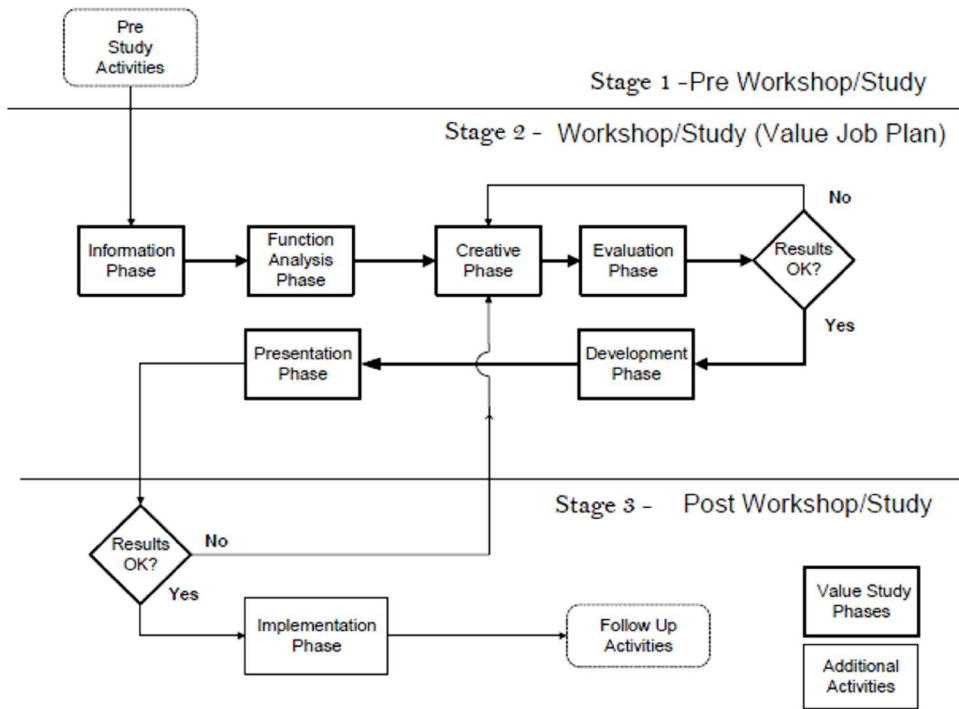 Pre
Study
Activities
Stage 1 -Pre Workshop/Study
Stage 2 - Workshop/Study (Value Job Plan)
No
Information
Phase
Function
Analysis
Phase
Creative
Phase
Evaluation
Phase
Results
OK?
Yes
Presentation
Phase
Development
Phase
Stage 3 - Post Workshop/Study
Results
OK?
No
Yes
Implementation
Phase
Follow Up
Activities
Value Study
Phases
Additional
Activities